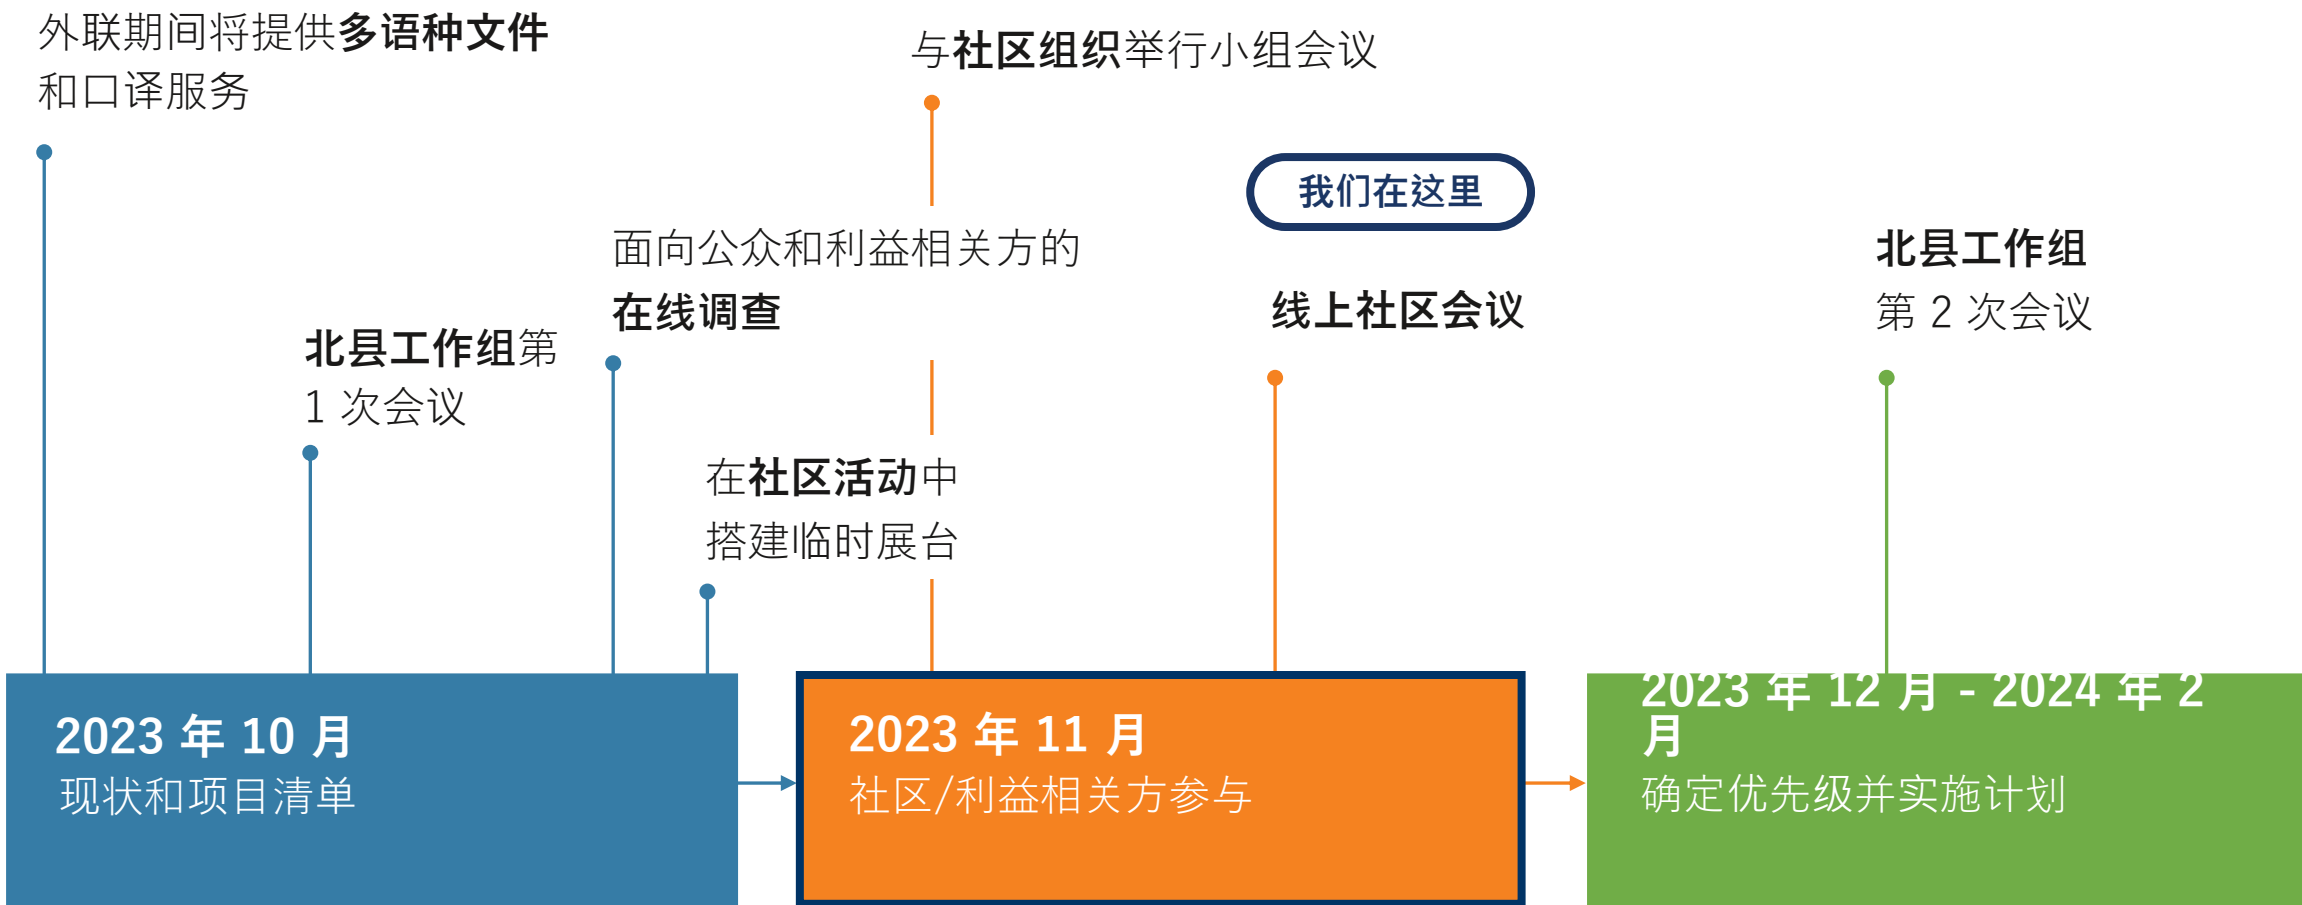 外联期间将提供多语种文件
和口译服务
与社区组织举行小组会议
我们在这里
面向公众和利益相关方的
在线调查
线上社区会议
北县工作组
第 2 次会议
北县工作组第
1 次会议
在社区活动中
搭建临时展台
2023 年 10 月
现状和项目清单
2023 年 11 月
社区/利益相关方参与
2023 年 12 月 - 2024 年 2
月
确定优先级并实施计划